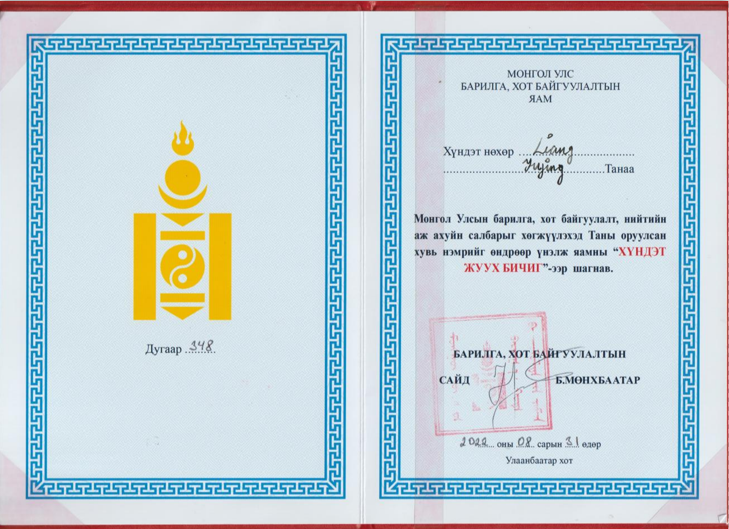 Дугаар 348
МОНГОЛ УЛС
БАРИЛГА, ХОТ БАЙГУУЛАЛТЫН
ЯАМ
Хүндэт нөхөр Liang
Yujing Танаа
Монгол Улсын барилга, хот байгуулалт, нийтийн
аж ахуйн салбарыг хөгжүүлэхэд Таны оруулсан
хувь нэмрийг өндрөөр үнэлж яамны “ХҮНДЭТ
ЖУУХ БИЧИГ”-ээр шагнав.
БАРИЛГА, ХОТ БАЙГУУЛАЛТЫН
САЙД Б.МӨНХБААТАР
2022 оны 08 сарын 31 өдөр
Улаанбаатар хот